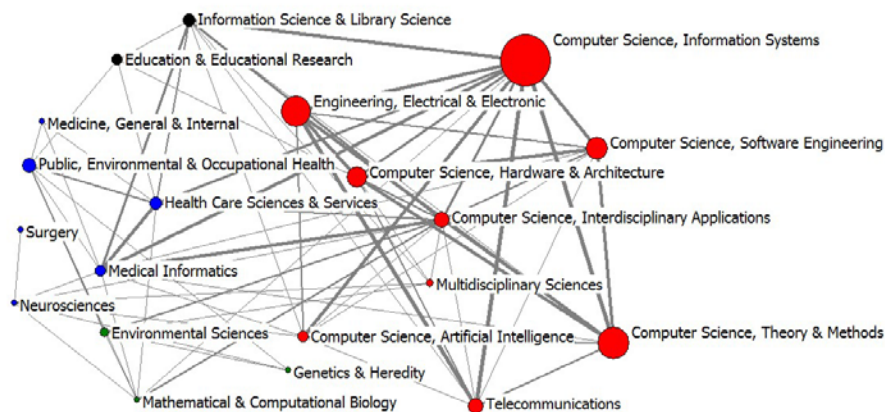 Information Science & Library Science
Computer Science, Information Systems
Education & Educational Research
Engineering, Electrical & Electronic
Medicine, General & Internal
Computer Science, Software Engineering
Public, Environmental & Occupational Health
Computer Science, Hardware & Architecture
Health Care Sciences & Services
Computer Science, Interdisciplinary Applications
Surgery
Medical Informatics
Multidisciplinary Sciences
Neurosciences
Environmental Sciences
Computer Science, Artificial Intelligence
Computer Science, Theory & Methods
Genetics & Heredity
Mathematical & Computational Biology
Telecommunications